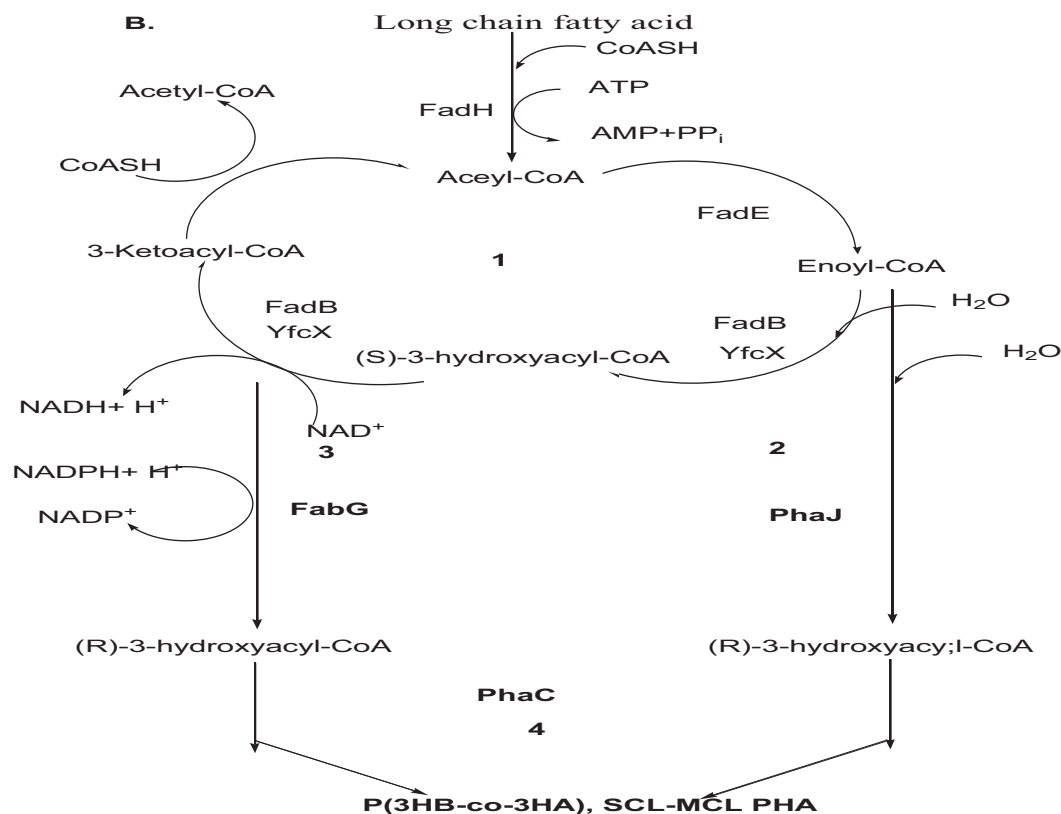 B.
Long chain fatty acid
CoASH
Acetyl-CoA
ATP
FadH
AMP+PPi
CoASH
Aceyl-CoA
FadE
3-Ketoacyl-CoA
1
Enoyl-CoA
H2O
FadB
YfcX
FadB
YfcX
(S)-3-hydroxyacyl-CoA
H2O
NADH+ H+
NAD+
3
2
NADPH+ H+
FabG
NADP+
PhaJ
(R)-3-hydroxyacyl-CoA
(R)-3-hydroxyacy;l-CoA
PhaC
4
P(3HB-co-3HA), SCL-MCL PHA